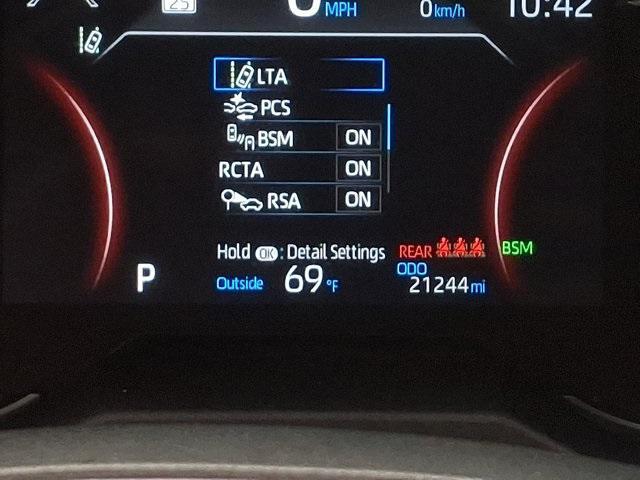 25 0 MPH 0 km/h 10:42
LTA
PCS
BSM ON
RCTA ON
RSA ON
Hold OK : Detail Settings REAR BSM
P Outside 69 °F ODO 21244 mi